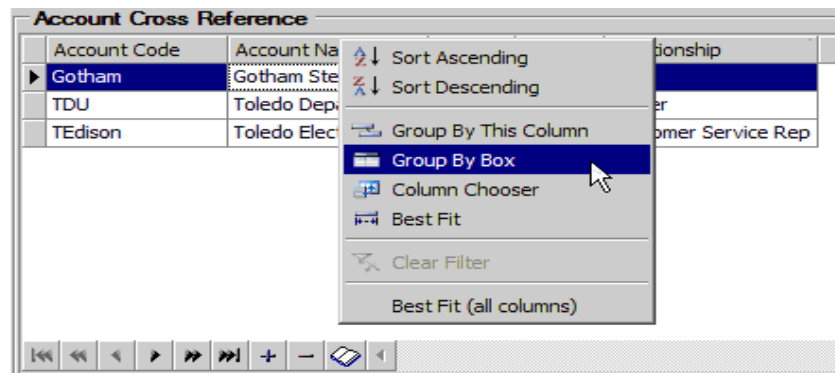 Account Cross Reference
Account Code Account Na tionship
Gotham Gotham Ste
TDU Toledo Depa er
TEdison Toledo Elect omer Service Rep
Sort Ascending
Sort Descending
Group By This Column
Group By Box
Column Chooser
Best Fit
Clear Filter
Best Fit (all columns)